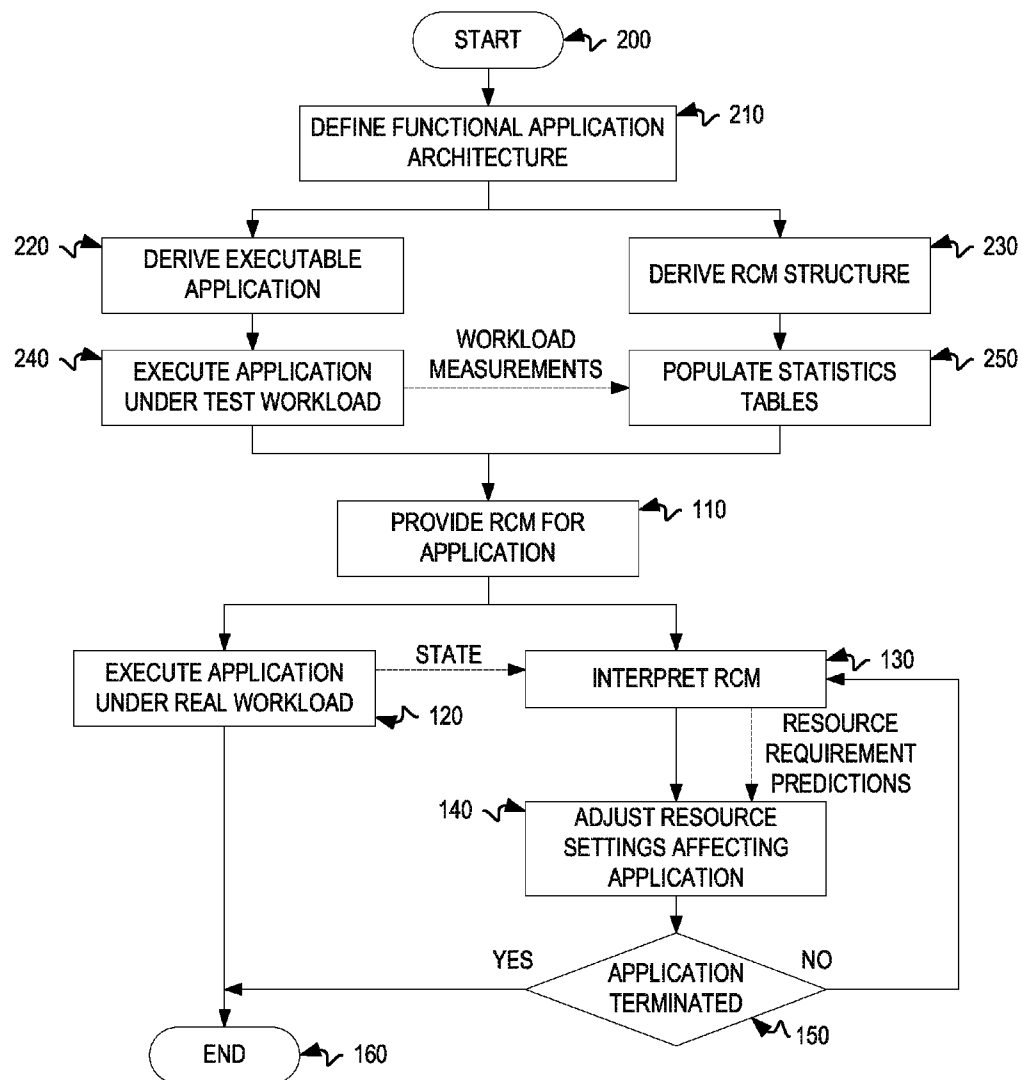 START
200
DEFINE FUNCTIONAL APPLICATION
ARCHITECTURE
210
220
DERIVE EXECUTABLE
APPLICATION
DERIVE RCM STRUCTURE
230
240
EXECUTE APPLICATION
UNDER TEST WORKLOAD
WORKLOAD
MEASUREMENTS
POPULATE STATISTICS
TABLES
250
PROVIDE RCM FOR
APPLICATION
110
EXECUTE APPLICATION
UNDER REAL WORKLOAD
120
STATE
INTERPRET RCM
130
RESOURCE
REQUIREMENT
PREDICTIONS
140
ADJUST RESOURCE
SETTINGS AFFECTING
APPLICATION
YES
APPLICATION
TERMINATED
NO
150
END
160